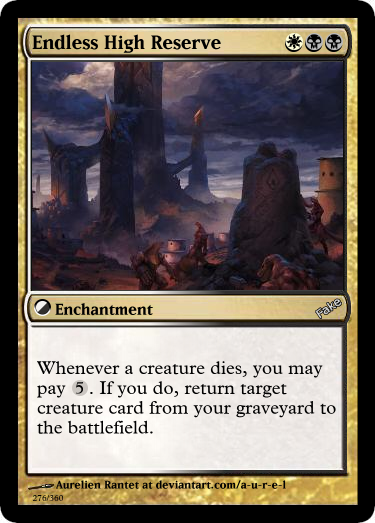 Endless High Reserve
Enchantment
Fake
Whenever a creature dies, you may
pay 5. If you do, return target
creature card from your graveyard to
the battlefield.
Aurelien Rantet at deviantart.com/a-u-r-e-l
276/360